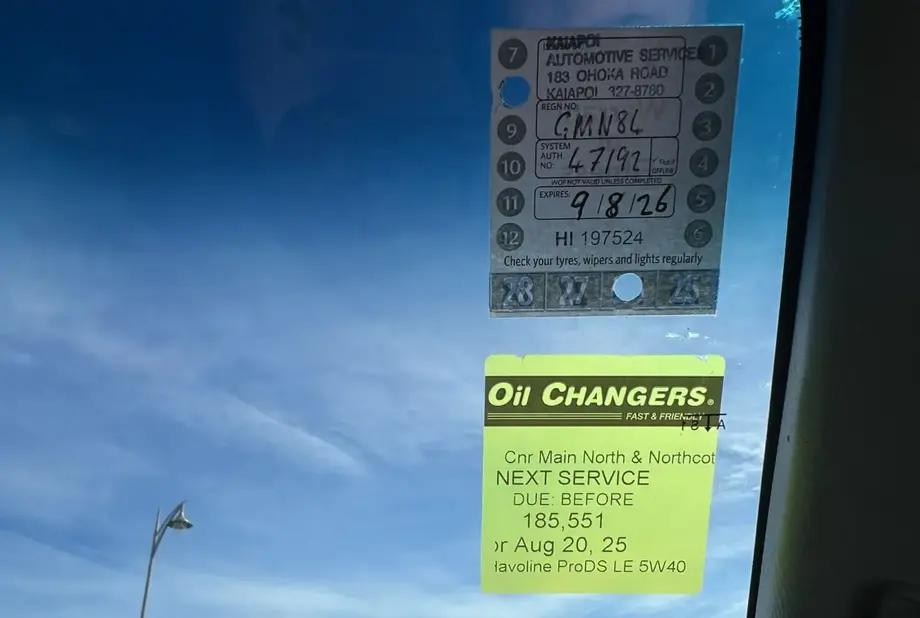 KAIAPOI
AUTOMOTIVE SERVICES
183 OHOKA ROAD
KAIAPOI 327-8780
REGN NO:
GMN84
SYSTEM
AUTH
NO:
47/92
WOF NOT VALID UNLESS COMPLETED
EXPIRES:
9/8/26
HI 197524
Check your tyres, wipers and lights regularly
7
9
10
11
12
1
2
3
4
5
6
28 27 25
Oil CHANGERS®
FAST & FRIENDLY
Cnr Main North & Northcot
NEXT SERVICE
DUE: BEFORE
185,551
or Aug 20, 25
Havoline ProDS LE 5W40